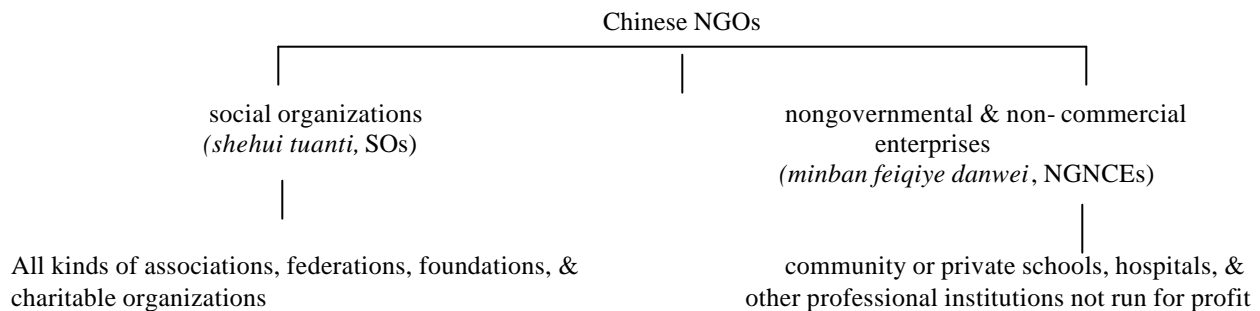 Chinese NGOs
social organizations
(shehui tuanti, SOs)
nongovernmental & non- commercial
enterprises
(minban feiqiye danwei, NGNCEs)
All kinds of associations, federations, foundations, &
charitable organizations
community or private schools, hospitals, &
other professional institutions not run for profit